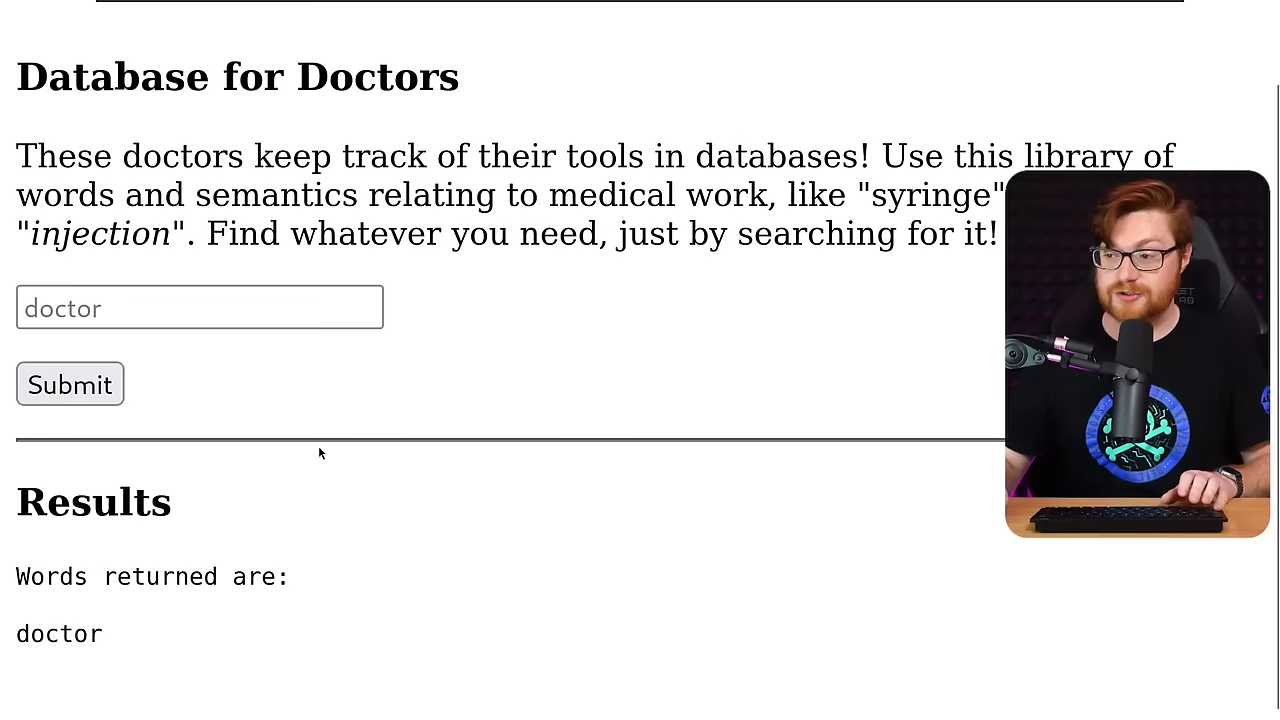 Database for Doctors
These doctors keep track of their tools in databases! Use this library of
words and semantics relating to medical work, like "syringe"
"injection". Find whatever you need, just by searching for it!
doctor
Submit
Results
Words returned are:
doctor